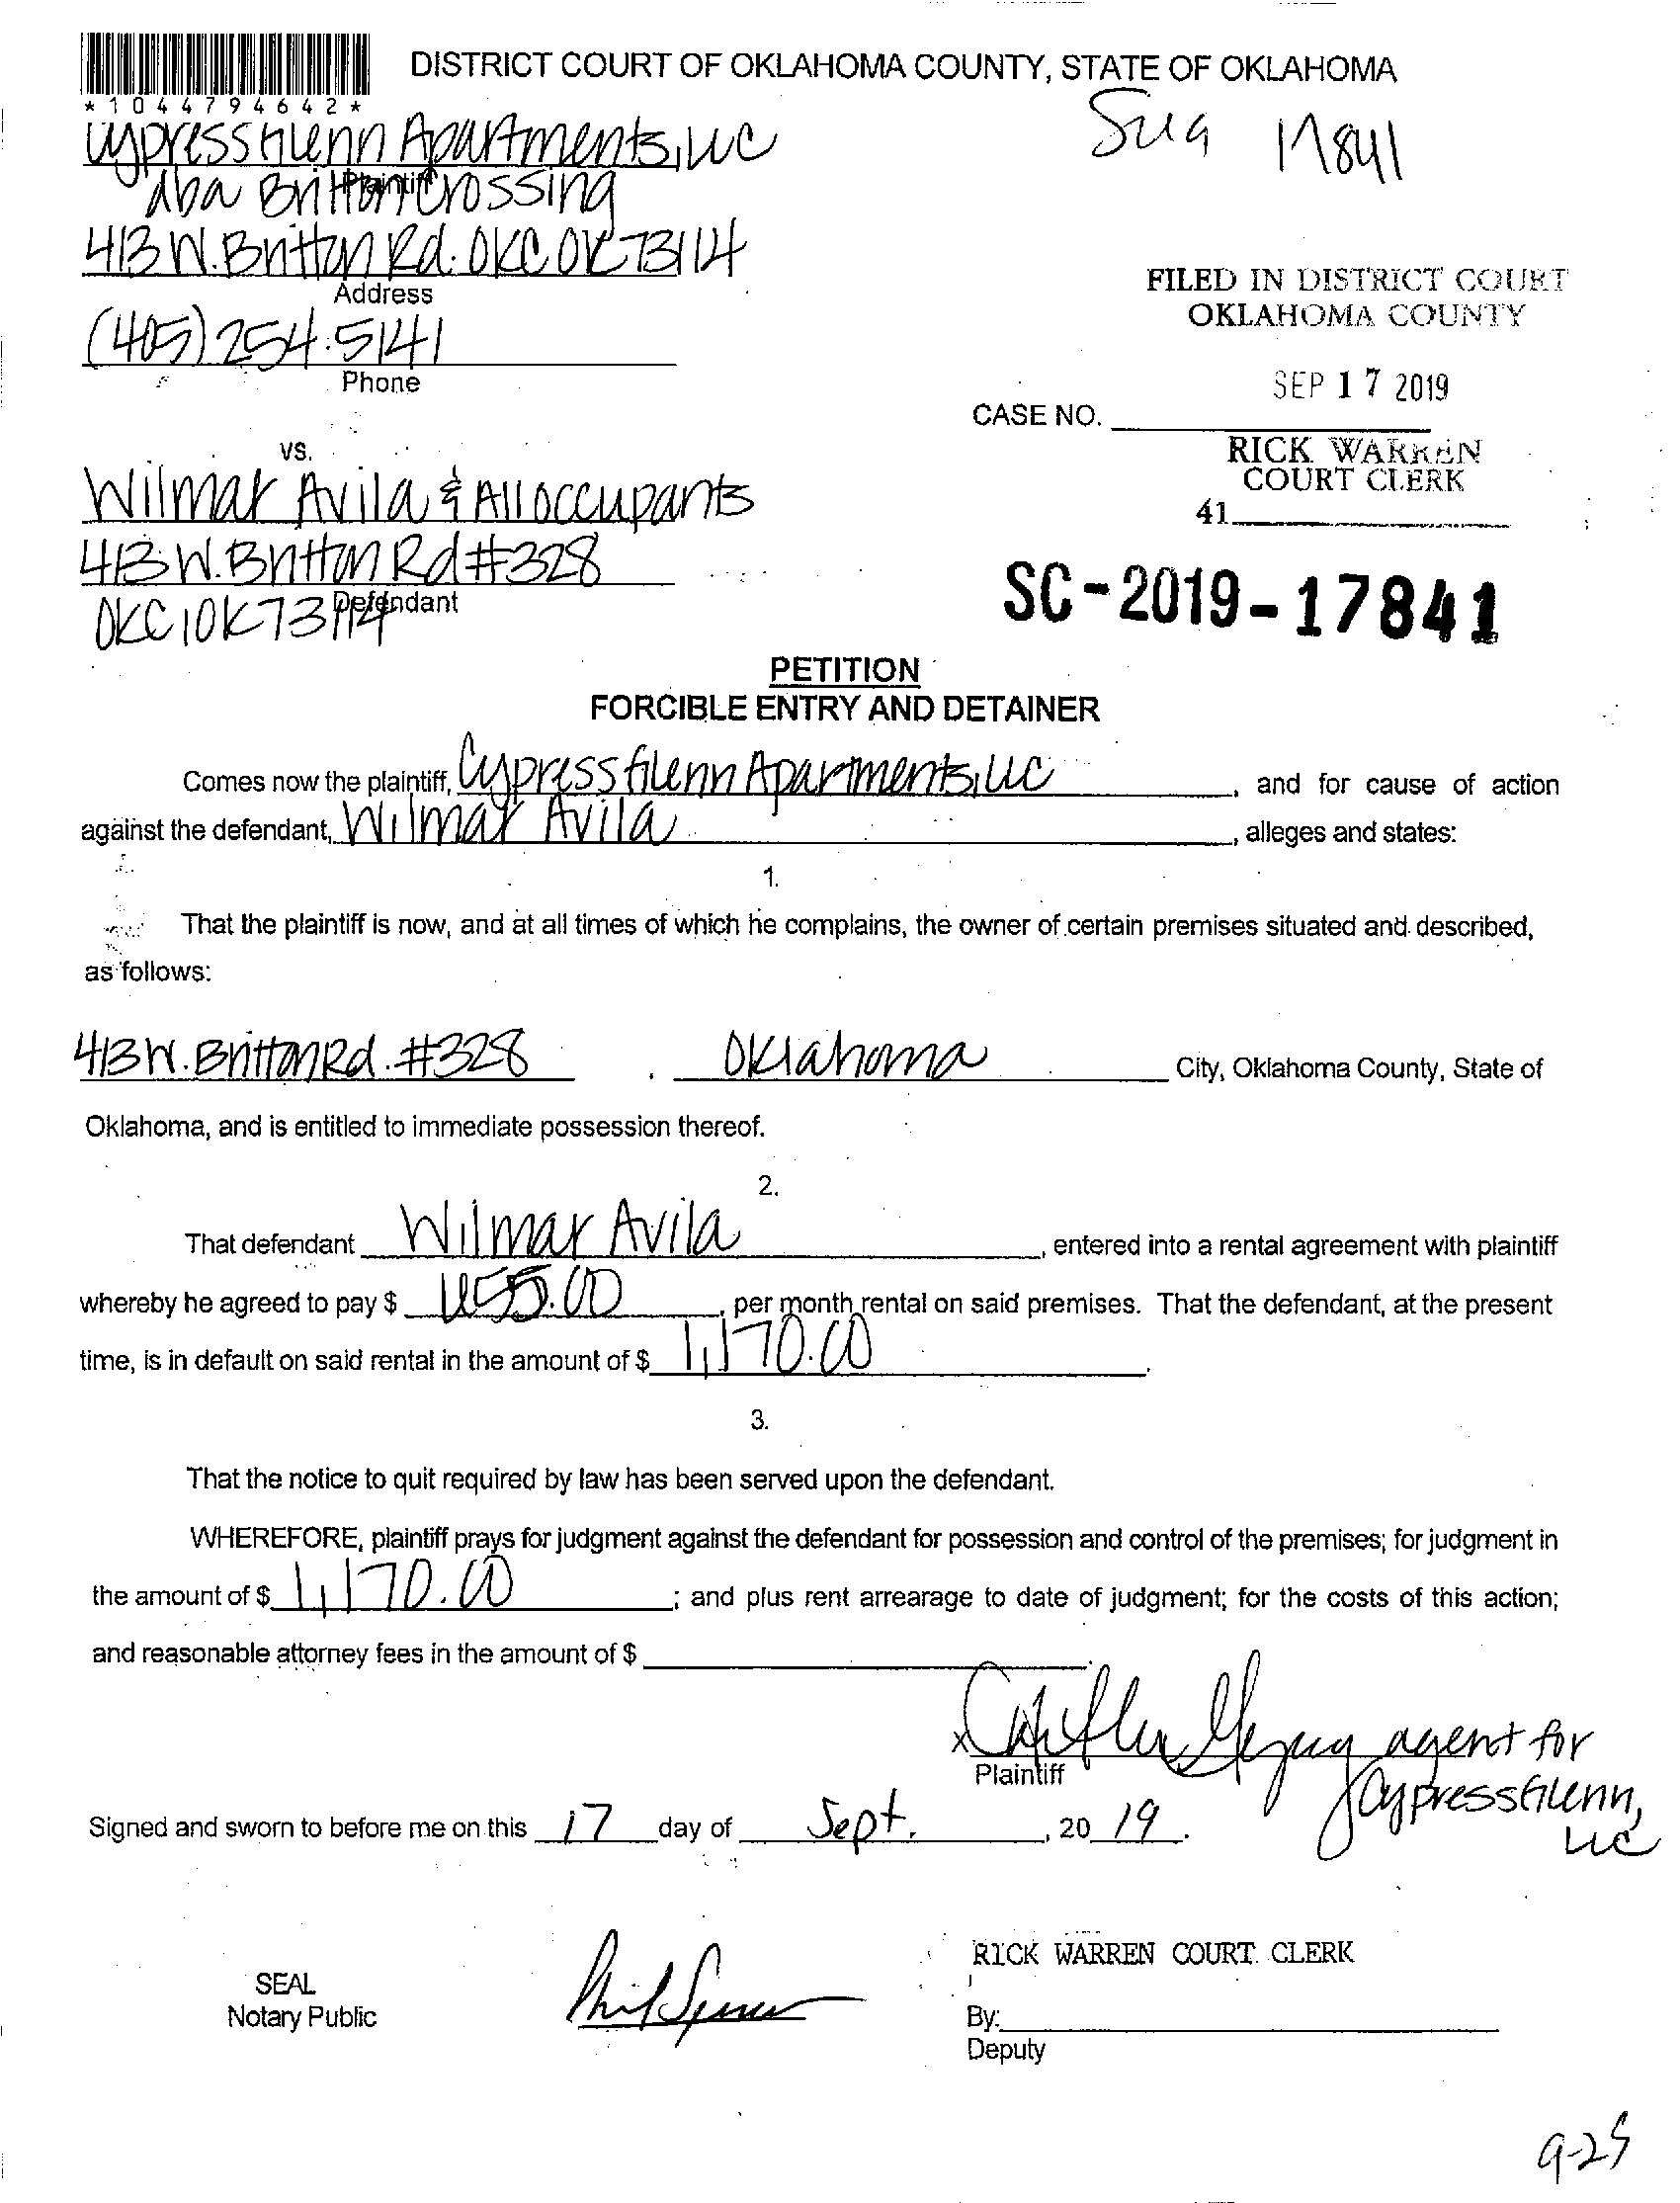 DISTRICT COURT OF OKLAHOMA COUNTY, STATE OF OKLAHOMA
*1044794642*
Cypress Glenn Apartments, LLC
17841
Plaintiff
dba Britton Crossing
413 W. Britton Rd. OKC OK 73114
Address
FILED IN DISTRICT COURT
OKLAHOMA COUNTY
(405) 254.5141
Phone
SEP 17 2019
CASE NO.
RICK WARREN
COURT CLERK
41
vs.
Wilmar Avila & All occupants
413 W. Britton Rd #328
Defendant
OKC, OK 73114
SC-2019-17841
PETITION
FORCIBLE ENTRY AND DETAINER
Comes now the plaintiff, Cypress Glenn Apartments, LLC, and for cause of action
against the defendant, Wilmar Avila, alleges and states:
1.
That the plaintiff is now, and at all times of which he complains, the owner of certain premises situated and described,
as follows:
413 W. Britton Rd. #328, Oklahoma City, Oklahoma County, State of
Oklahoma, and is entitled to immediate possession thereof.
2.
That defendant Wilmar Avila, entered into a rental agreement with plaintiff
whereby he agreed to pay $ 655.00, per month rental on said premises. That the defendant, at the present
time, is in default on said rental in the amount of $ 1,170.00.
3.
That the notice to quit required by law has been served upon the defendant.
WHEREFORE, plaintiff prays for judgment against the defendant for possession and control of the premises; for judgment in
the amount of $ 1,170.00; and plus rent arrearage to date of judgment; for the costs of this action;
and reasonable attorney fees in the amount of $
x agent for
Plaintiff
Cypress Glenn,
LLC
Signed and sworn to before me on this 17 day of Sept., 20 19.
RICK WARREN COURT CLERK
SEAL
Notary Public
By:
Deputy
9-25